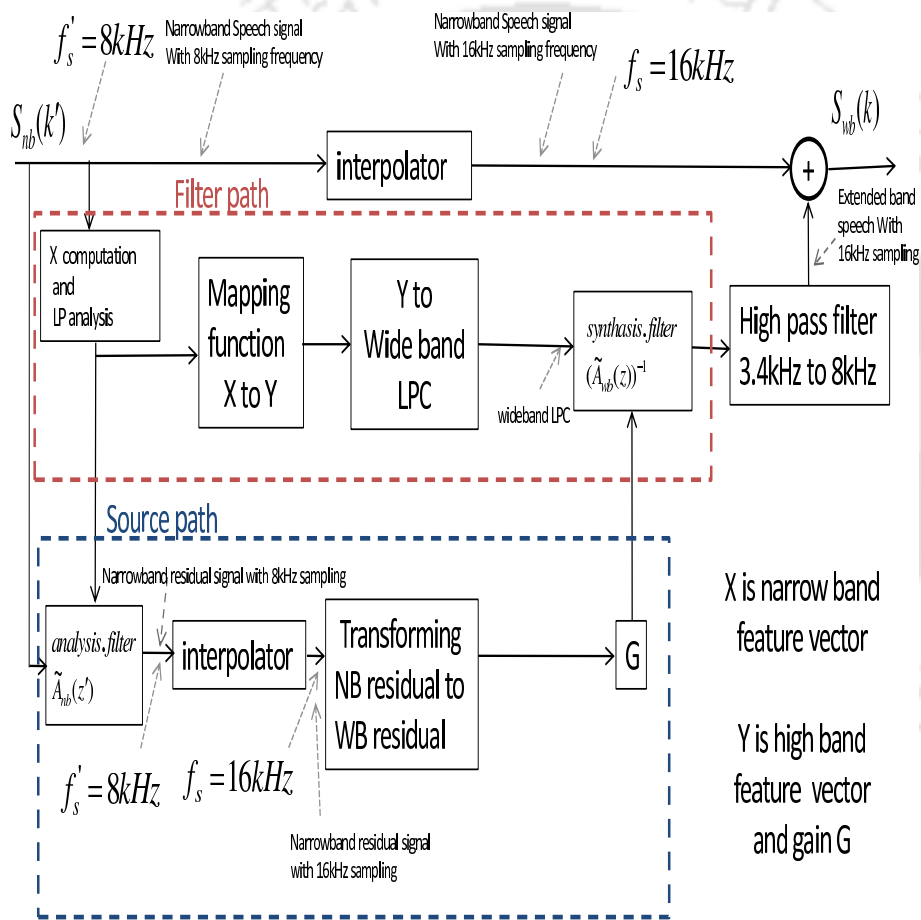 f's = 8kHz
Narrowband Speech signal
With 8kHz sampling frequency
Narrowband Speech signal
With 16kHz sampling frequency
fs = 16kHz
Snb(k')
Swb(k)
interpolator
+
Filter path
Extended band
speech With
16kHz sampling
X computation
and
LP analysis
Mapping
function
X to Y
Y to
Wide band
LPC
synthasis.filter
(Ãwb(z))⁻¹
High pass filter
3.4kHz to 8kHz
wideband LPC
Source path
Narrowband residual signal with 8kHz sampling
analysis.filter
Ãnb(z')
interpolator
Transforming
NB residual to
WB residual
G
X is narrow band
feature vector
Y is high band
feature vector
and gain G
f's = 8kHz
fs = 16kHz
Narrowband residual signal
with 16kHz sampling